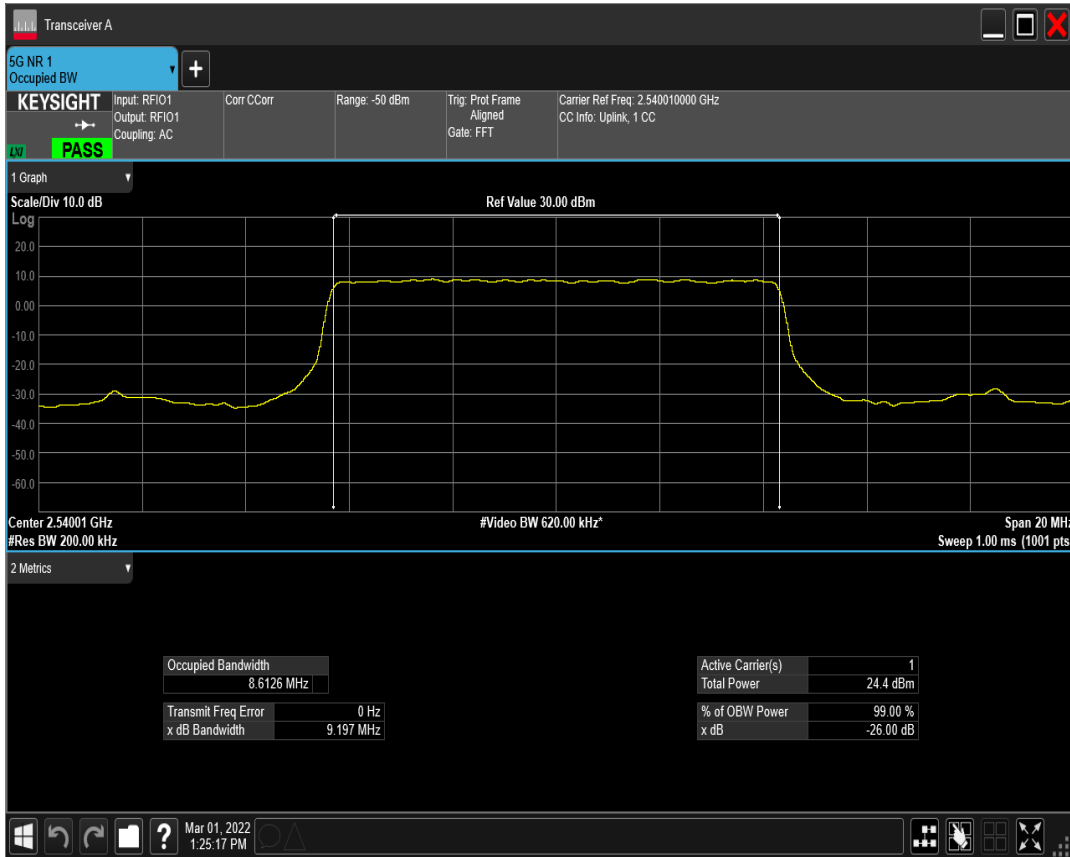 Transceiver A
5G NR 1
Occupied BW
KEYSIGHT
LXI
PASS
Input: RFIO1
Output: RFIO1
Coupling: AC
Corr CCorr
Range: -50 dBm
Trig: Prot Frame
Aligned
Gate: FFT
Carrier Ref Freq: 2.540010000 GHz
CC Info: Uplink, 1 CC
1 Graph
Scale/Div 10.0 dB
Ref Value 30.00 dBm
Log
20.0
10.0
0.00
-10.0
-20.0
-30.0
-40.0
-50.0
-60.0
Center 2.54001 GHz
#Video BW 620.00 kHz*
Span 20 MHz
#Res BW 200.00 kHz
Sweep 1.00 ms (1001 pts
2 Metrics
Occupied Bandwidth
8.6126 MHz
Transmit Freq Error 0 Hz
x dB Bandwidth 9.197 MHz
Active Carrier(s) 1
Total Power 24.4 dBm
% of OBW Power 99.00 %
x dB -26.00 dB
Mar 01, 2022
1:25:17 PM